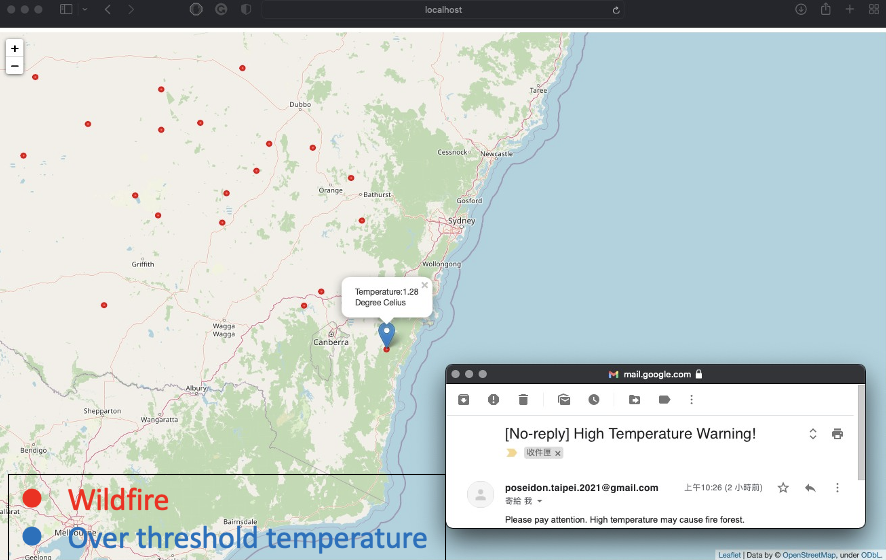 localhost
+
−
Taree
Dubbo
Cessnock
Newcastle
Orange
Bathurst
Gosford
Sydney
Griffith
Wollongong
Temperature:1.28
Degree Celius
×
Wagga
Wagga
Canberra
Albury
Shepparton
Wangaratta
Bendigo
Bairnsdale
Melbourne
Geelong
Wildfire
Over threshold temperature
mail.google.com
[No-reply] High Temperature Warning!
收件匣 ×
poseidon.taipei.2021@gmail.com 上午10:26 (2 小時前)
寄給 我
Please pay attention. High temperature may cause fire forest.
Leaflet | Data by © OpenStreetMap, under ODbL.